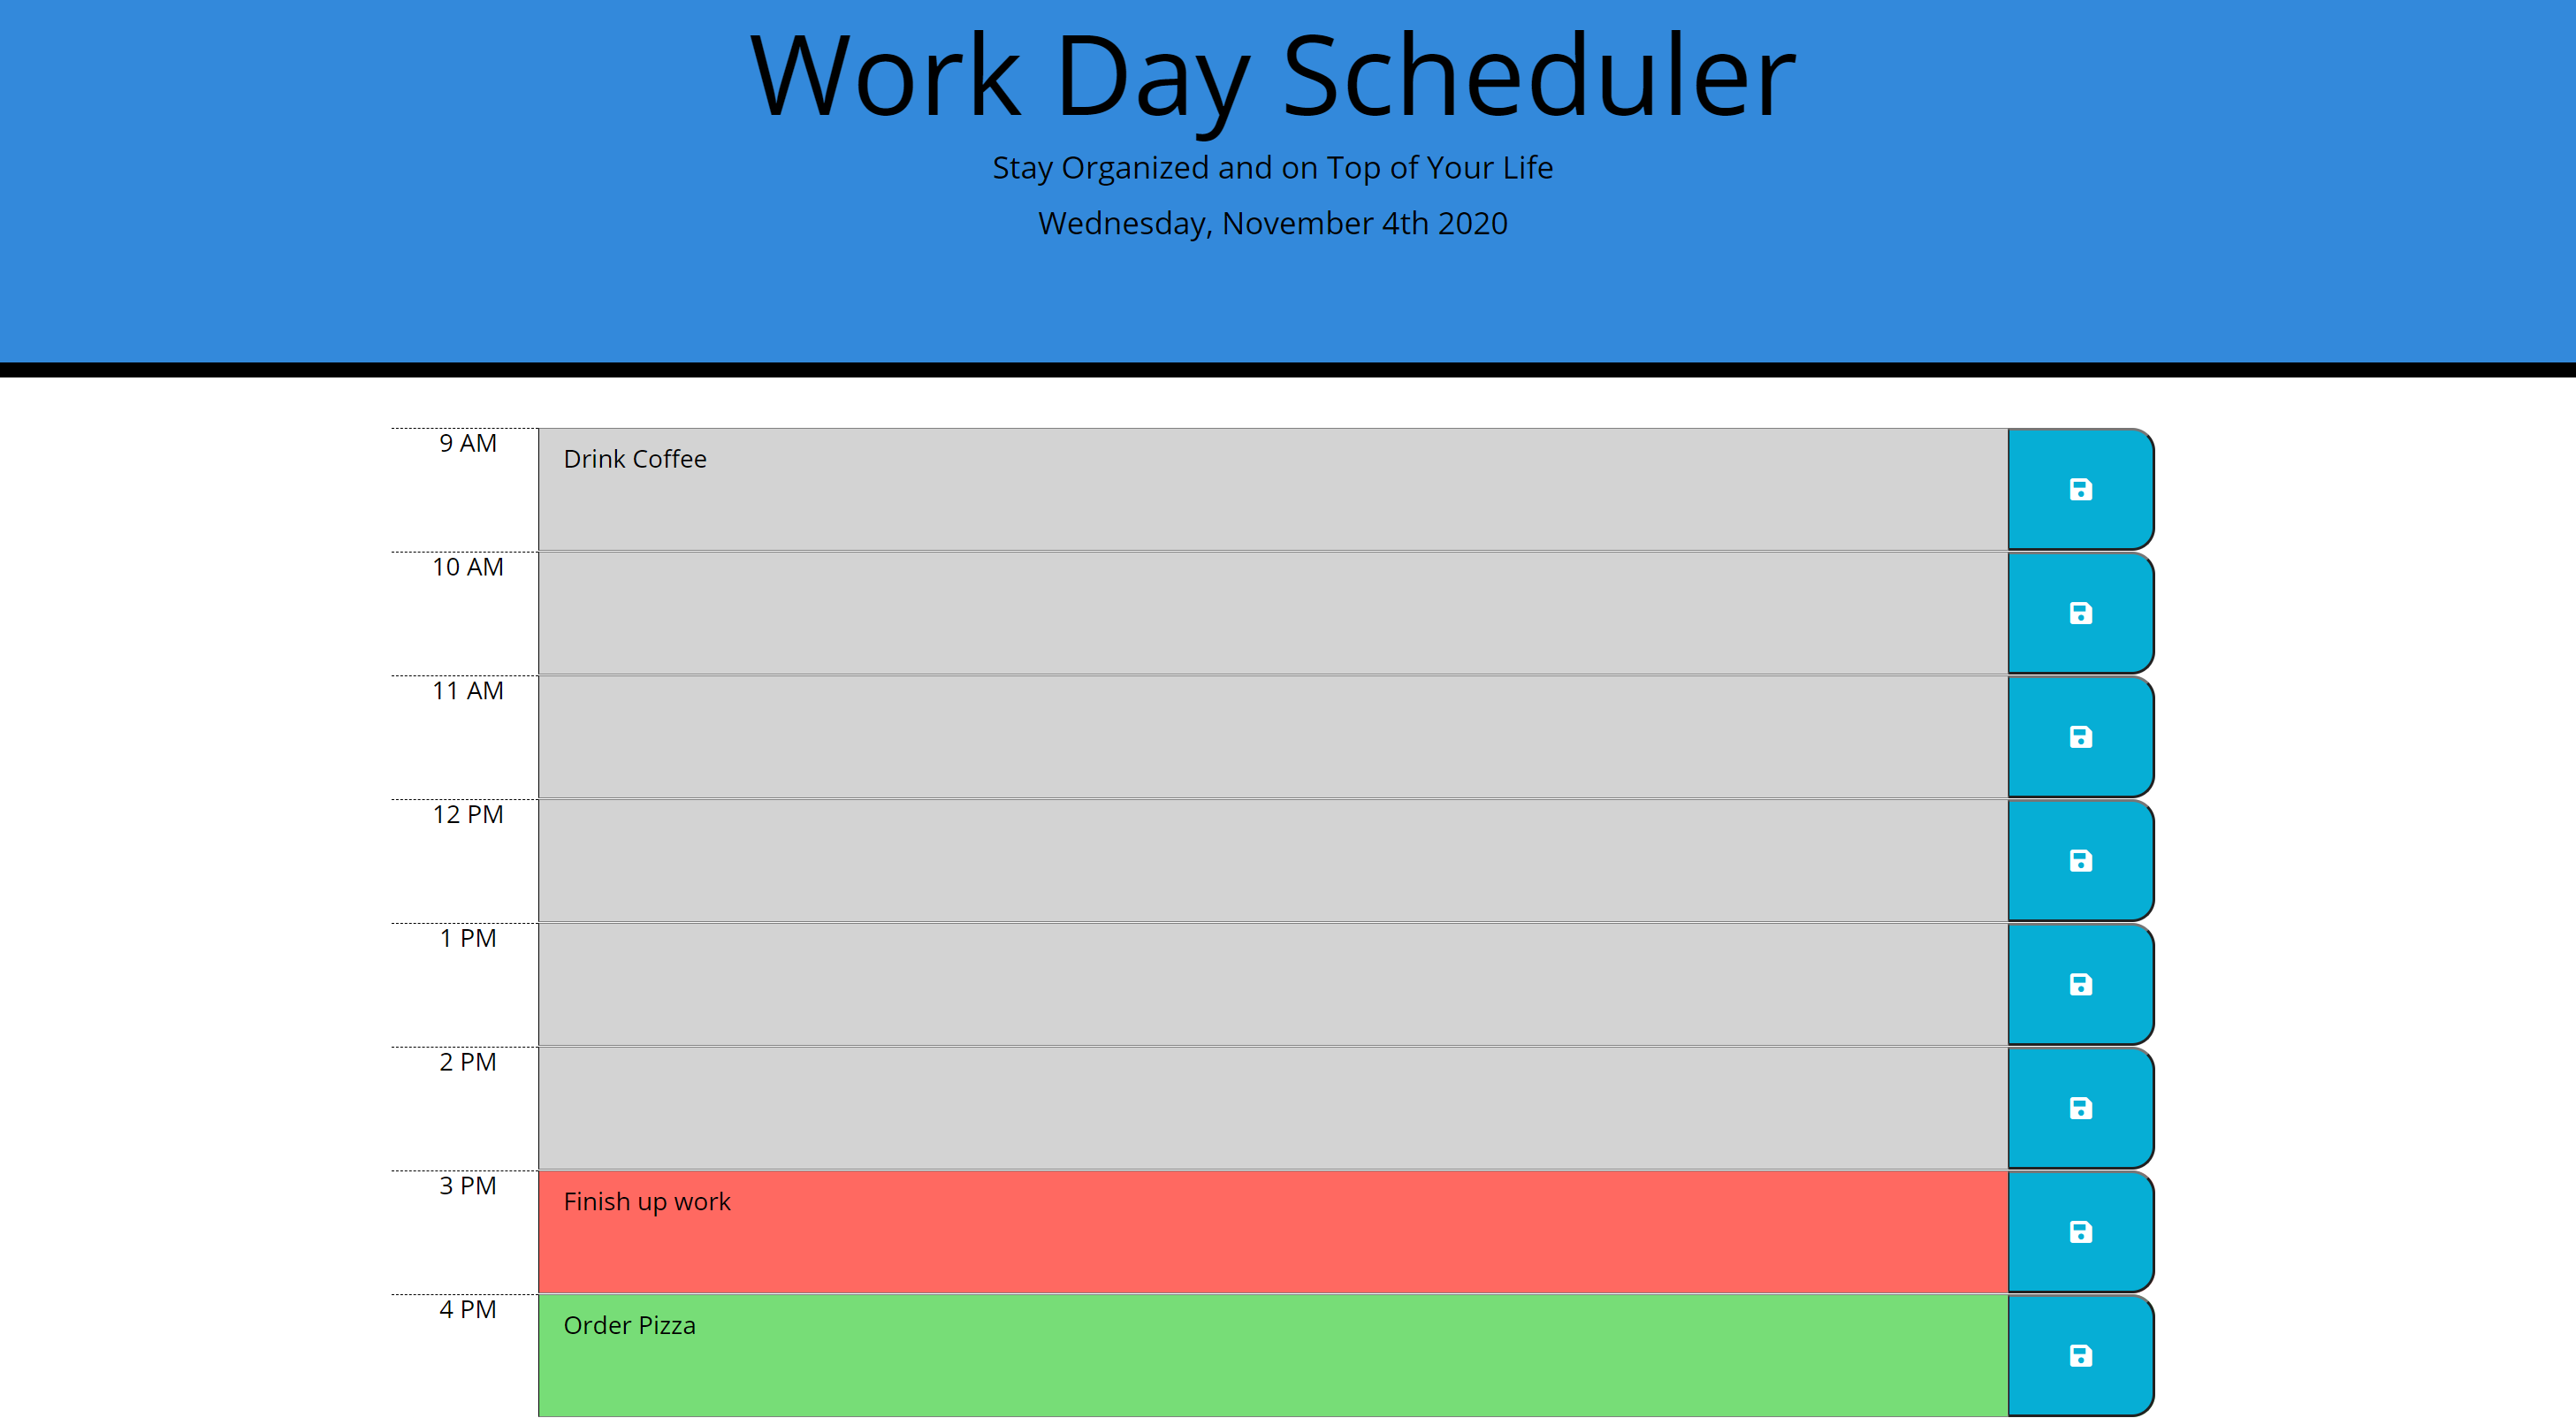 Work Day Scheduler
Stay Organized and on Top of Your Life
Wednesday, November 4th 2020
9 AM
Drink Coffee
10 AM
11 AM
12 PM
1 PM
2 PM
3 PM
Finish up work
4 PM
Order Pizza